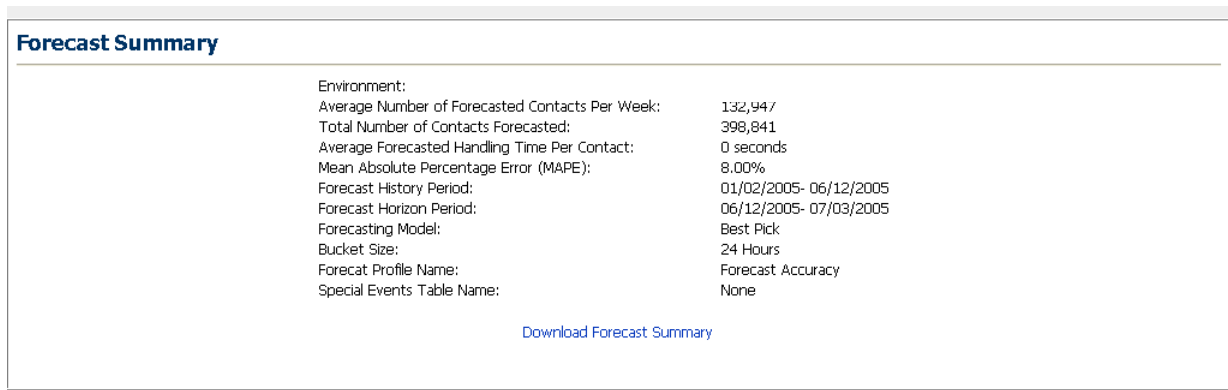 Forecast Summary
Environment:
Average Number of Forecasted Contacts Per Week: 132,947
Total Number of Contacts Forecasted: 398,841
Average Forecasted Handling Time Per Contact: 0 seconds
Mean Absolute Percentage Error (MAPE): 8.00%
Forecast History Period: 01/02/2005- 06/12/2005
Forecast Horizon Period: 06/12/2005- 07/03/2005
Forecasting Model: Best Pick
Bucket Size: 24 Hours
Forecat Profile Name: Forecast Accuracy
Special Events Table Name: None
Download Forecast Summary